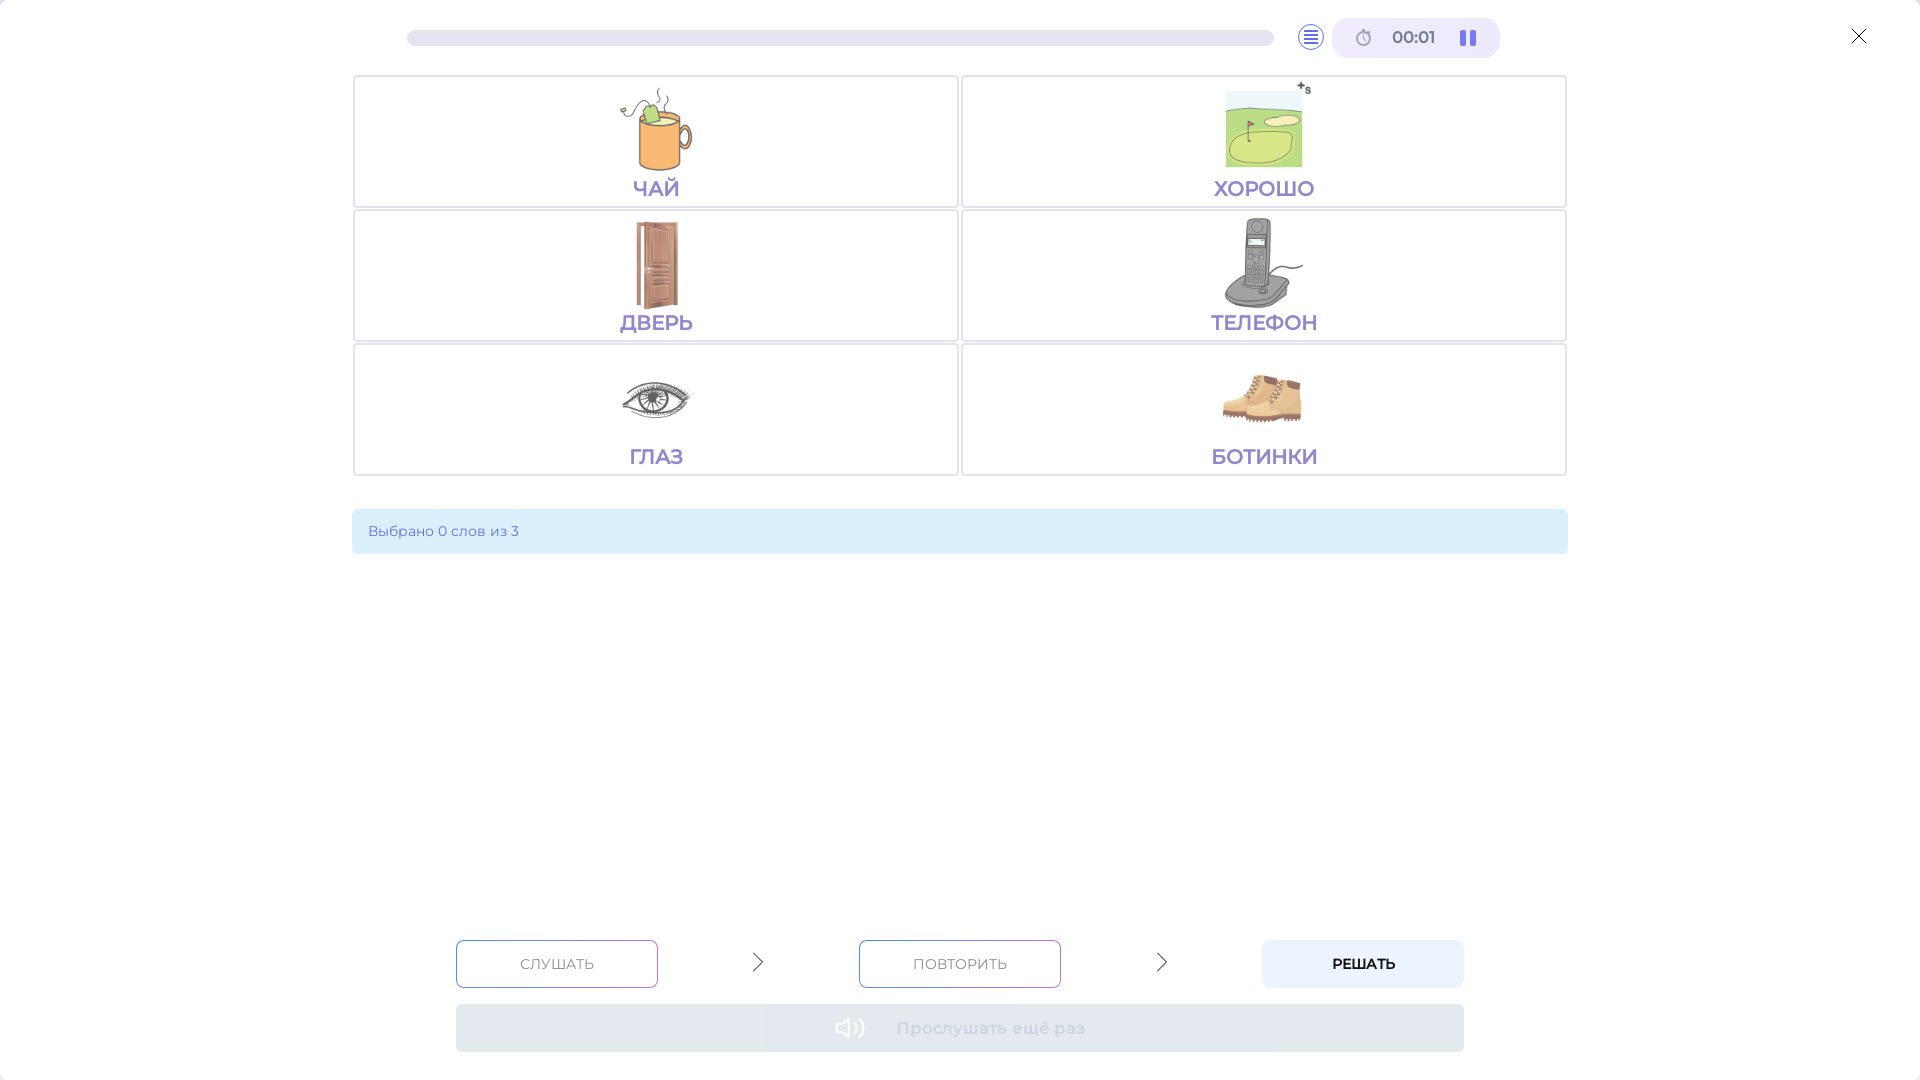 00:01
ЧАЙ
+s
ХОРОШО
ДВЕРЬ
ТЕЛЕФОН
ГЛАЗ
БОТИНКИ
Выбрано 0 слов из 3
СЛУШАТЬ
ПОВТОРИТЬ
РЕШАТЬ
Прослушать ещё раз